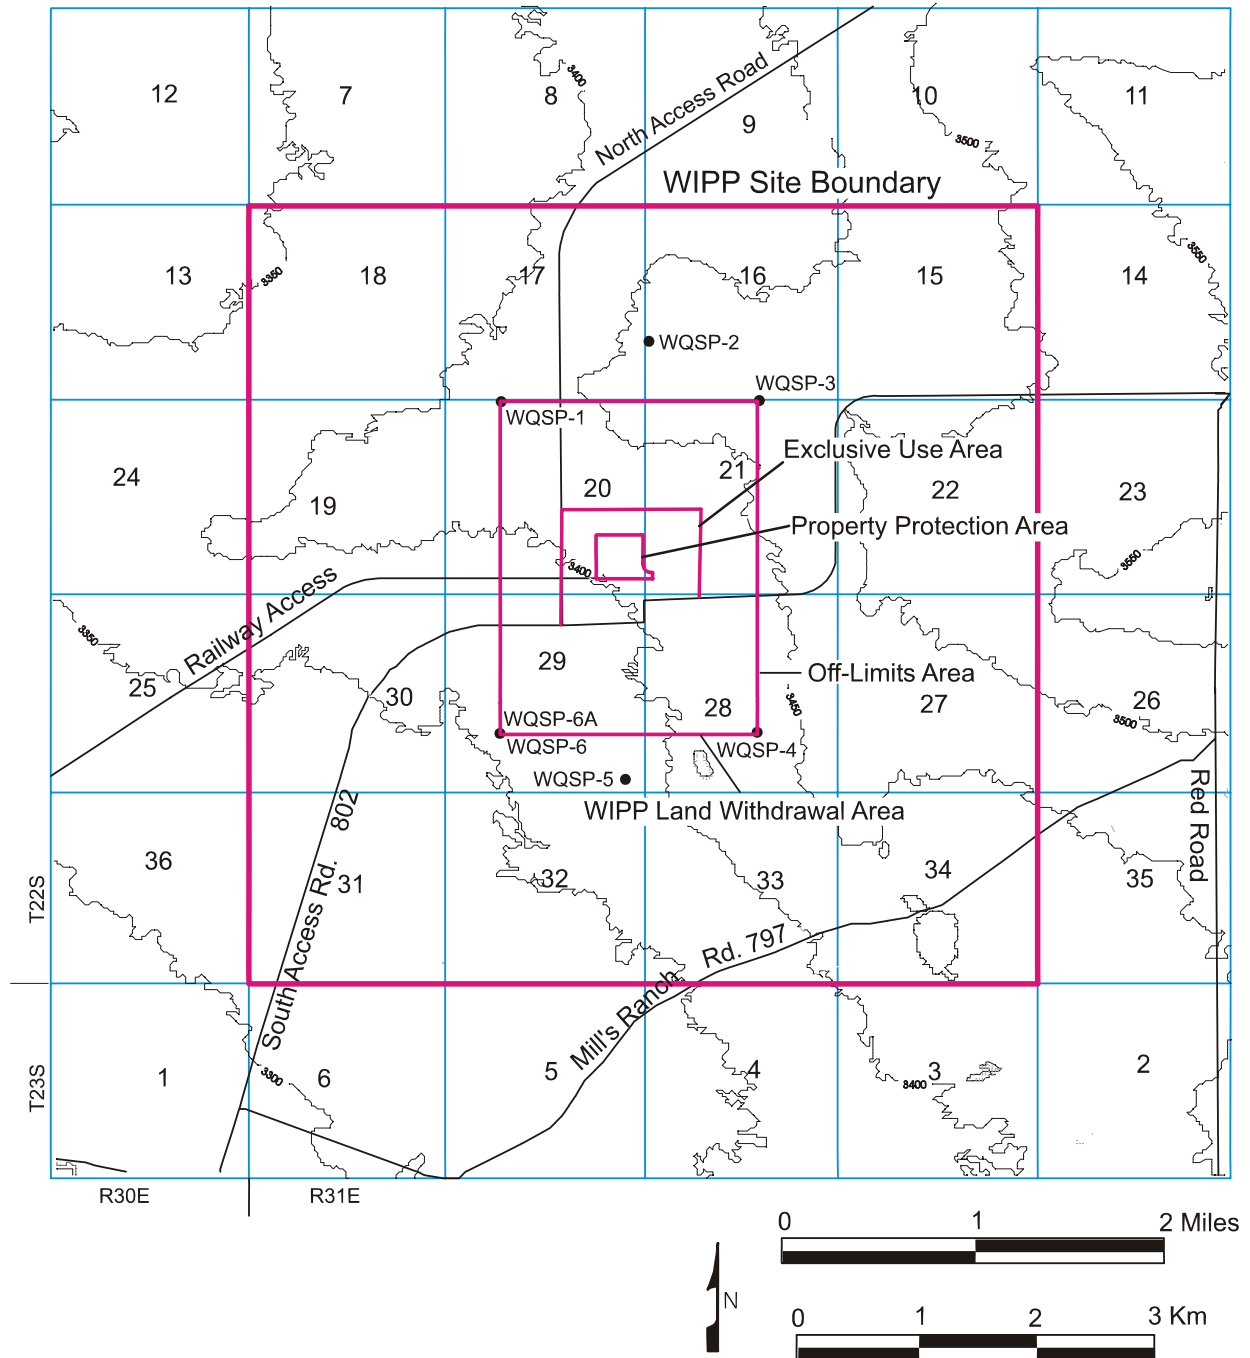 12
7
8
3400
North Access Road
9
10
11
3500
WIPP Site Boundary
13
3350
18
17
16
15
3550
14
WQSP-2
WQSP-3
WQSP-1
Exclusive Use Area
24
19
20
21
22
23
Property Protection Area
3400
3550
Railway Access
3350
25
29
30
Off-Limits Area
28
3450
27
26
3500
WQSP-6A
WQSP-6
WQSP-4
WQSP-5
WIPP Land Withdrawal Area
Red Road
36
South Access Rd. 802
31
32
33
34
35
T22S
Mill's Ranch Rd. 797
T23S
1
3300
6
5
4
3400
3
2
R30E
R31E
0 1 2 Miles
N
0 1 2 3 Km